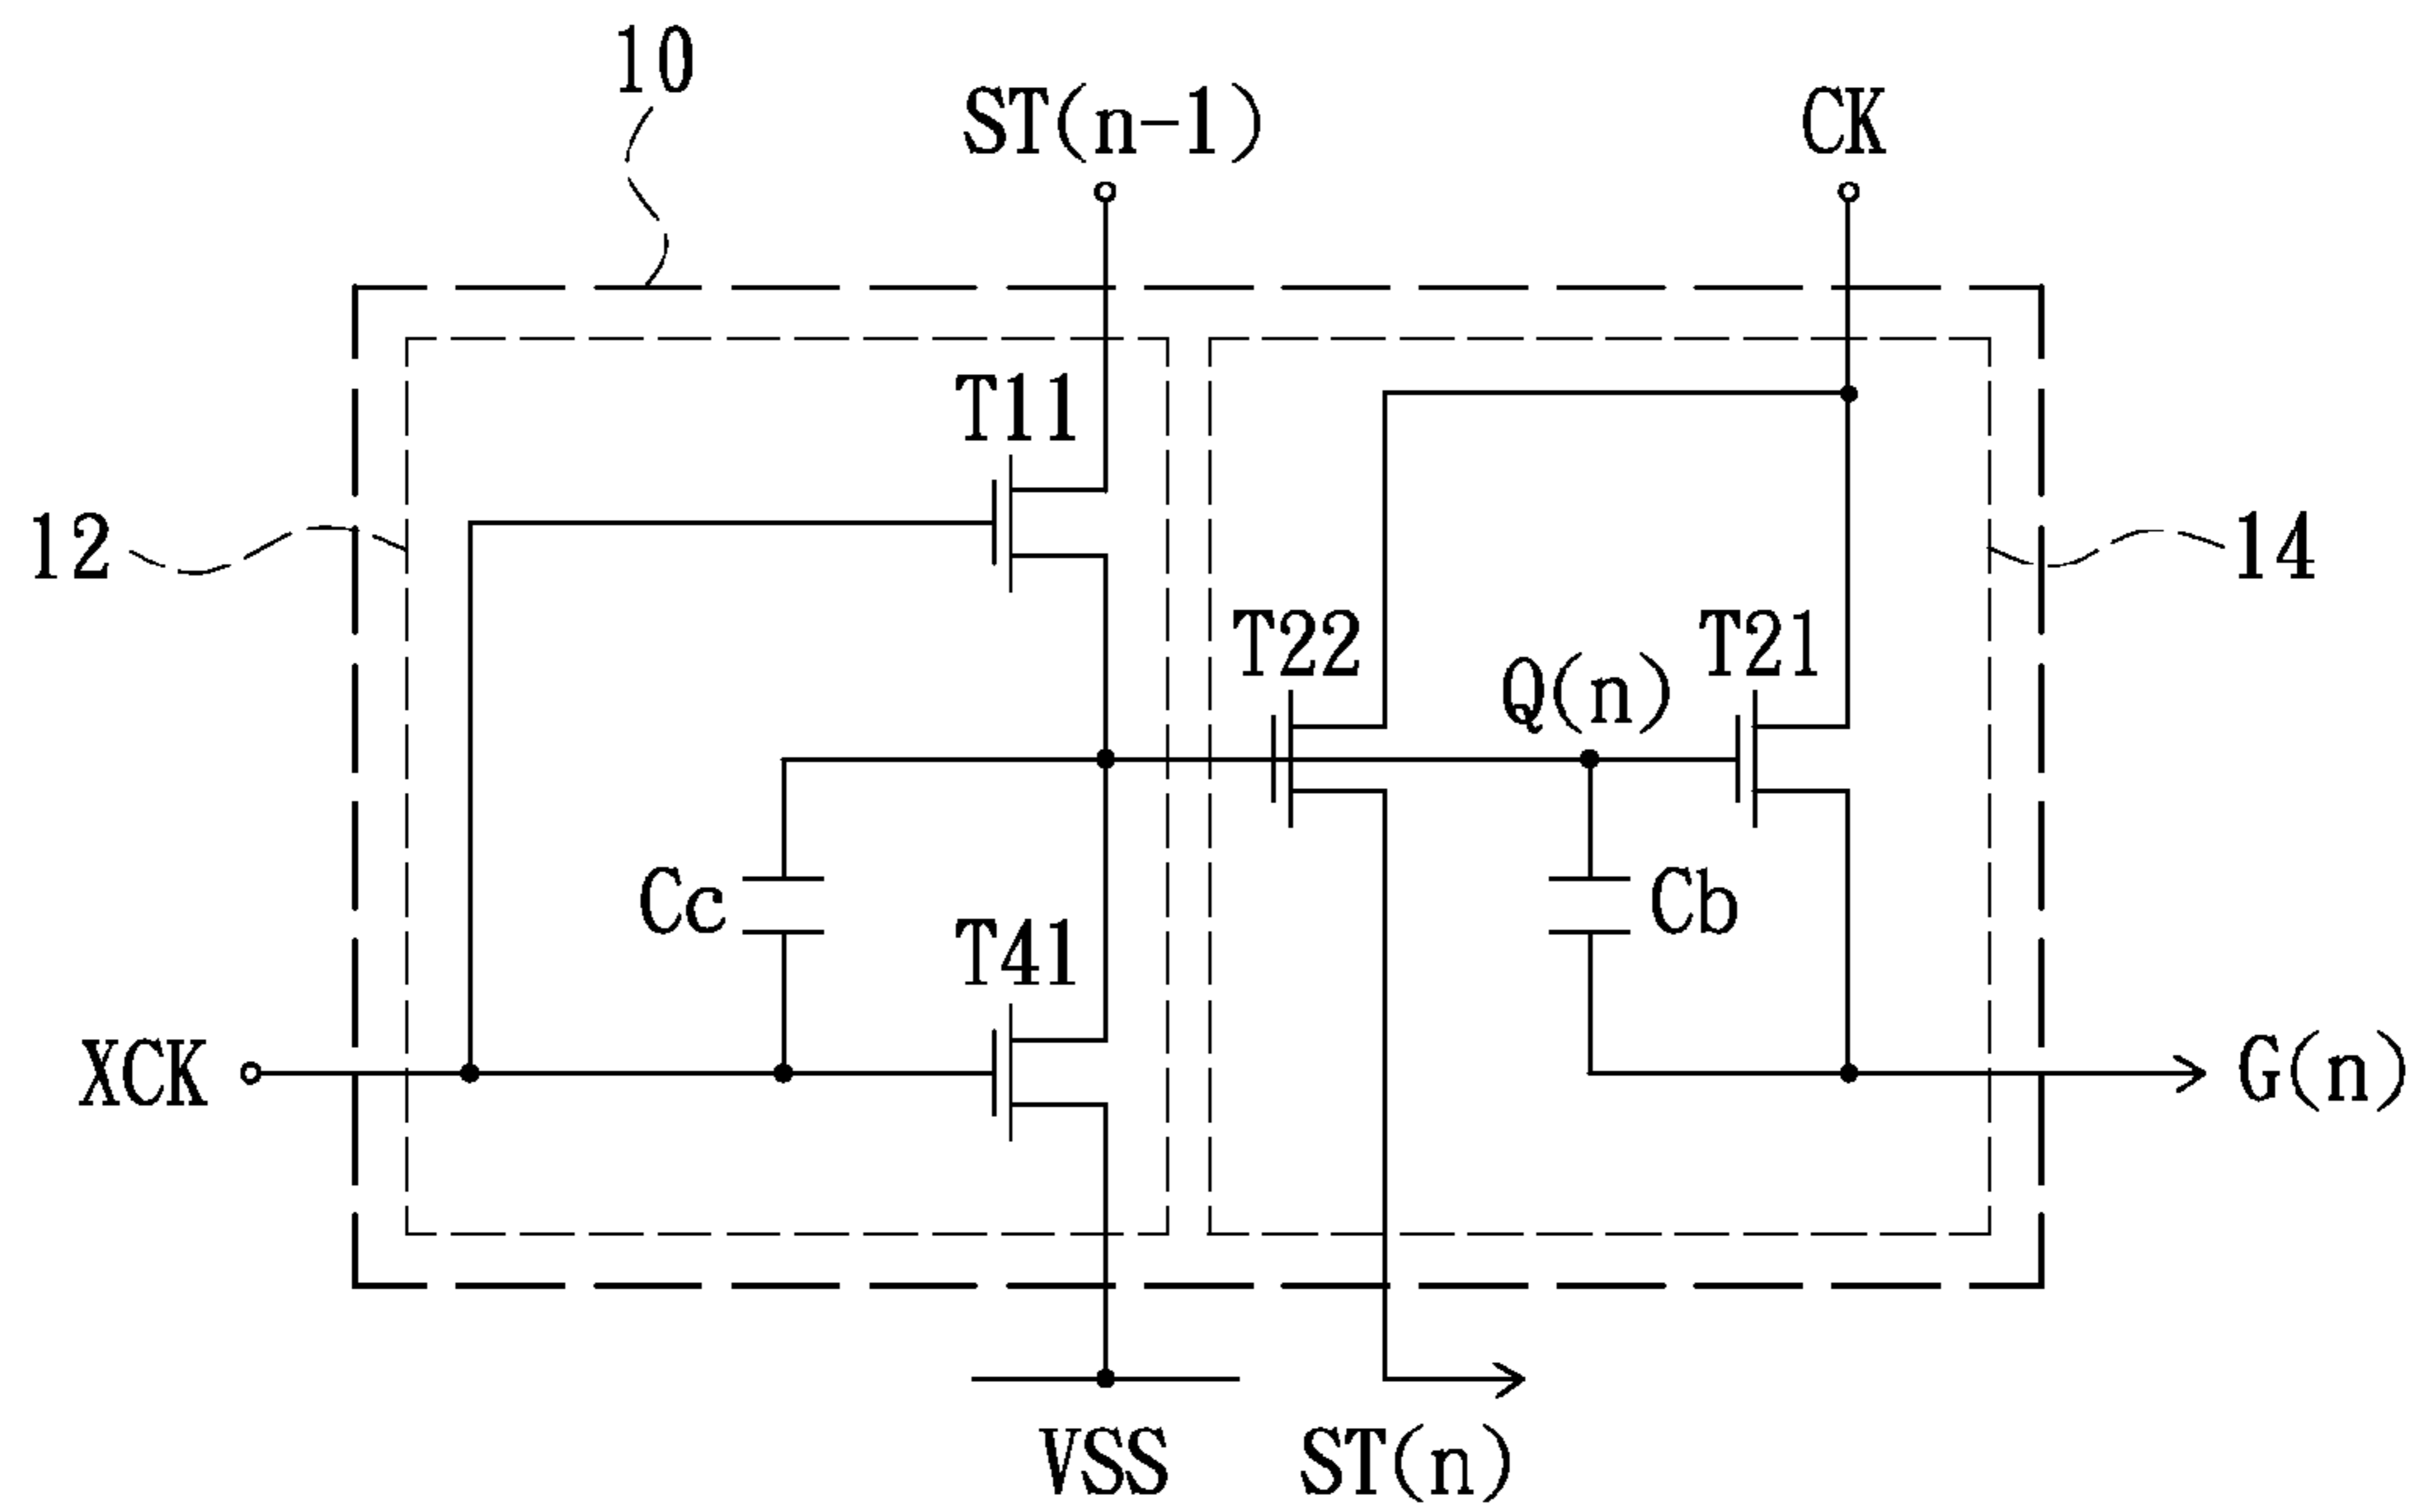 10
ST(n-1)
CK
T11
12
14
T22
Q(n)
T21
Cc
Cb
T41
XCK
G(n)
VSS
ST(n)